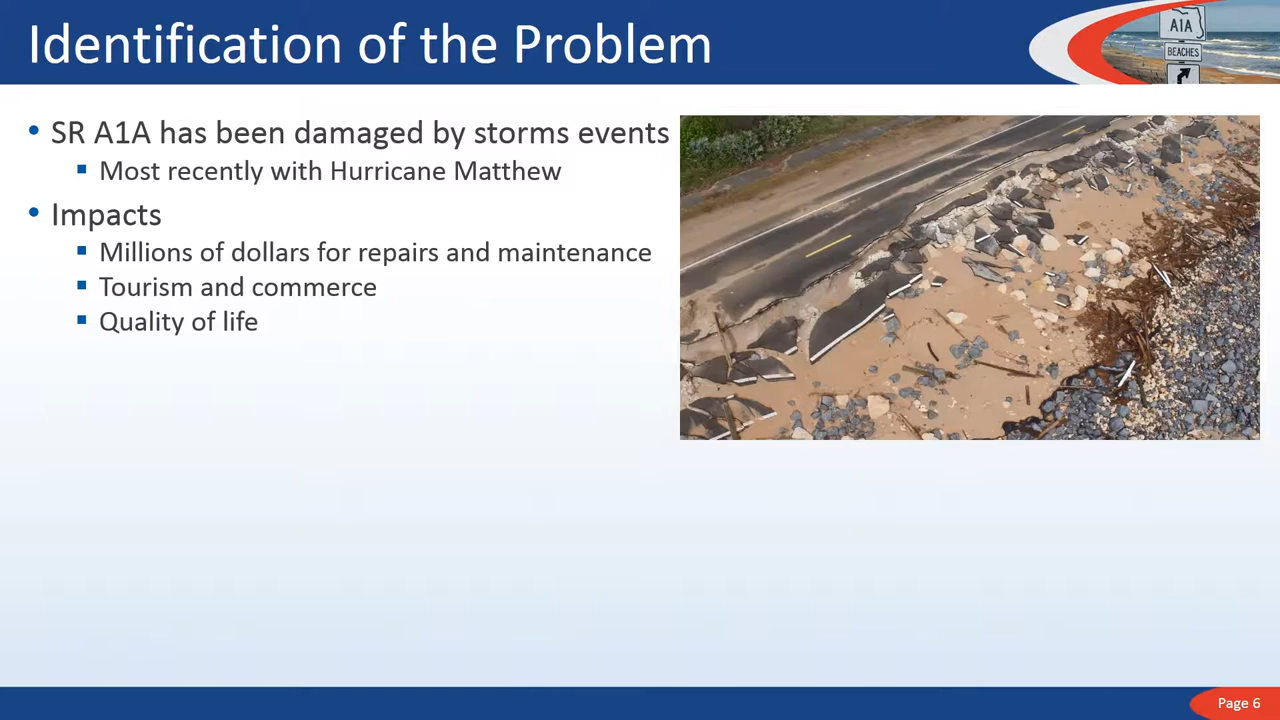 Identification of the Problem
A1A
BEACHES
• SR A1A has been damaged by storms events
▪ Most recently with Hurricane Matthew
• Impacts
▪ Millions of dollars for repairs and maintenance
▪ Tourism and commerce
▪ Quality of life
Page 6